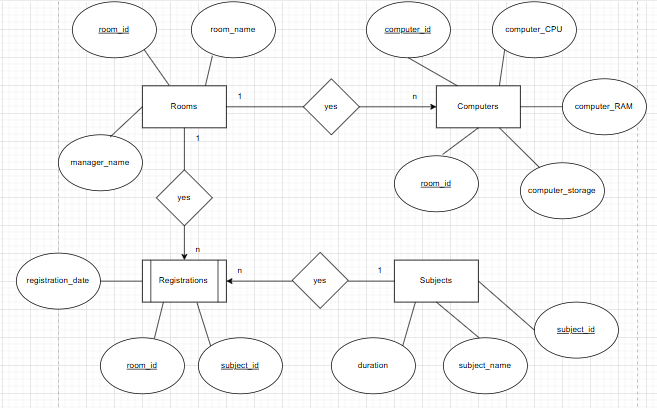 room_id
room_name
computer_id
computer_CPU
Rooms
1
yes
n
Computers
computer_RAM
1
manager_name
room_id
computer_storage
yes
n
registration_date
Registrations
n
yes
1
Subjects
subject_id
room_id
subject_id
duration
subject_name